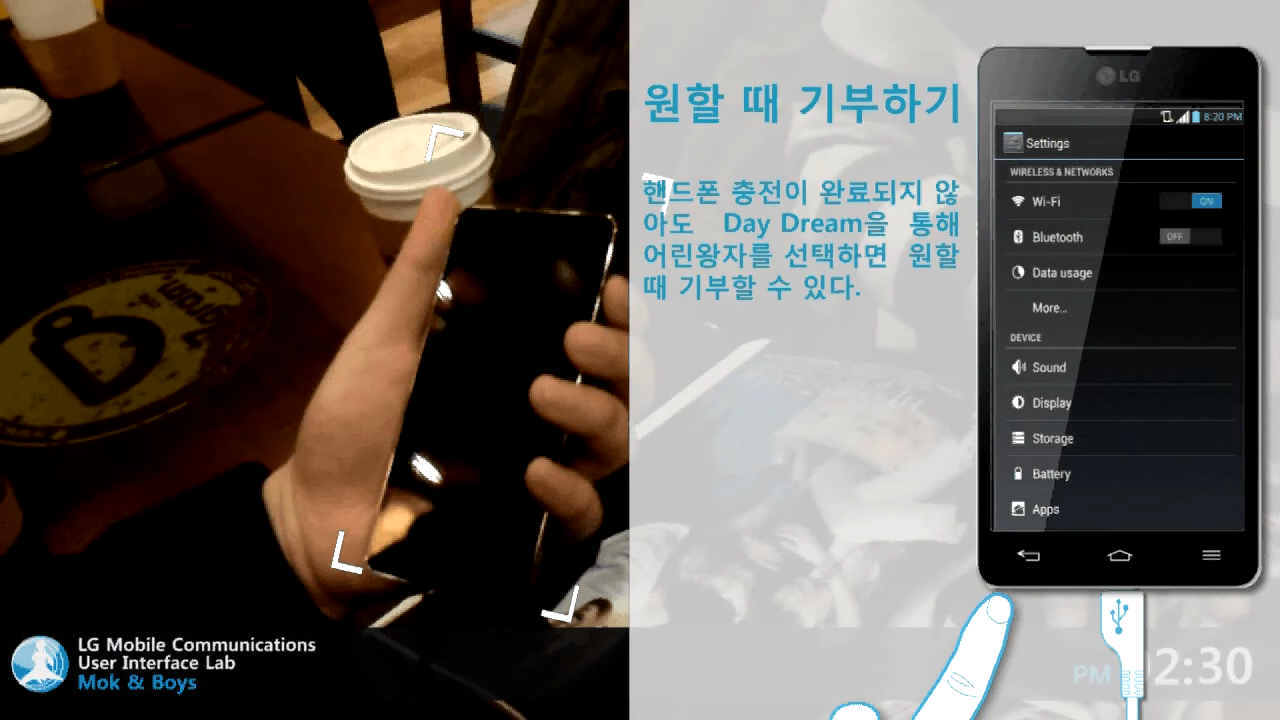 원할 때 기부하기
핸드폰 충전이 완료되지 않
아도 Day Dream을 통해
어린왕자를 선택하면 원할
때 기부할 수 있다.
LG
8:20 PM
Settings
WIRELESS & NETWORKS
Wi-Fi ON
Bluetooth OFF
Data usage
More...
DEVICE
Sound
Display
Storage
Battery
Apps
LG Mobile Communications
User Interface Lab
Mok & Boys
PM 02:30